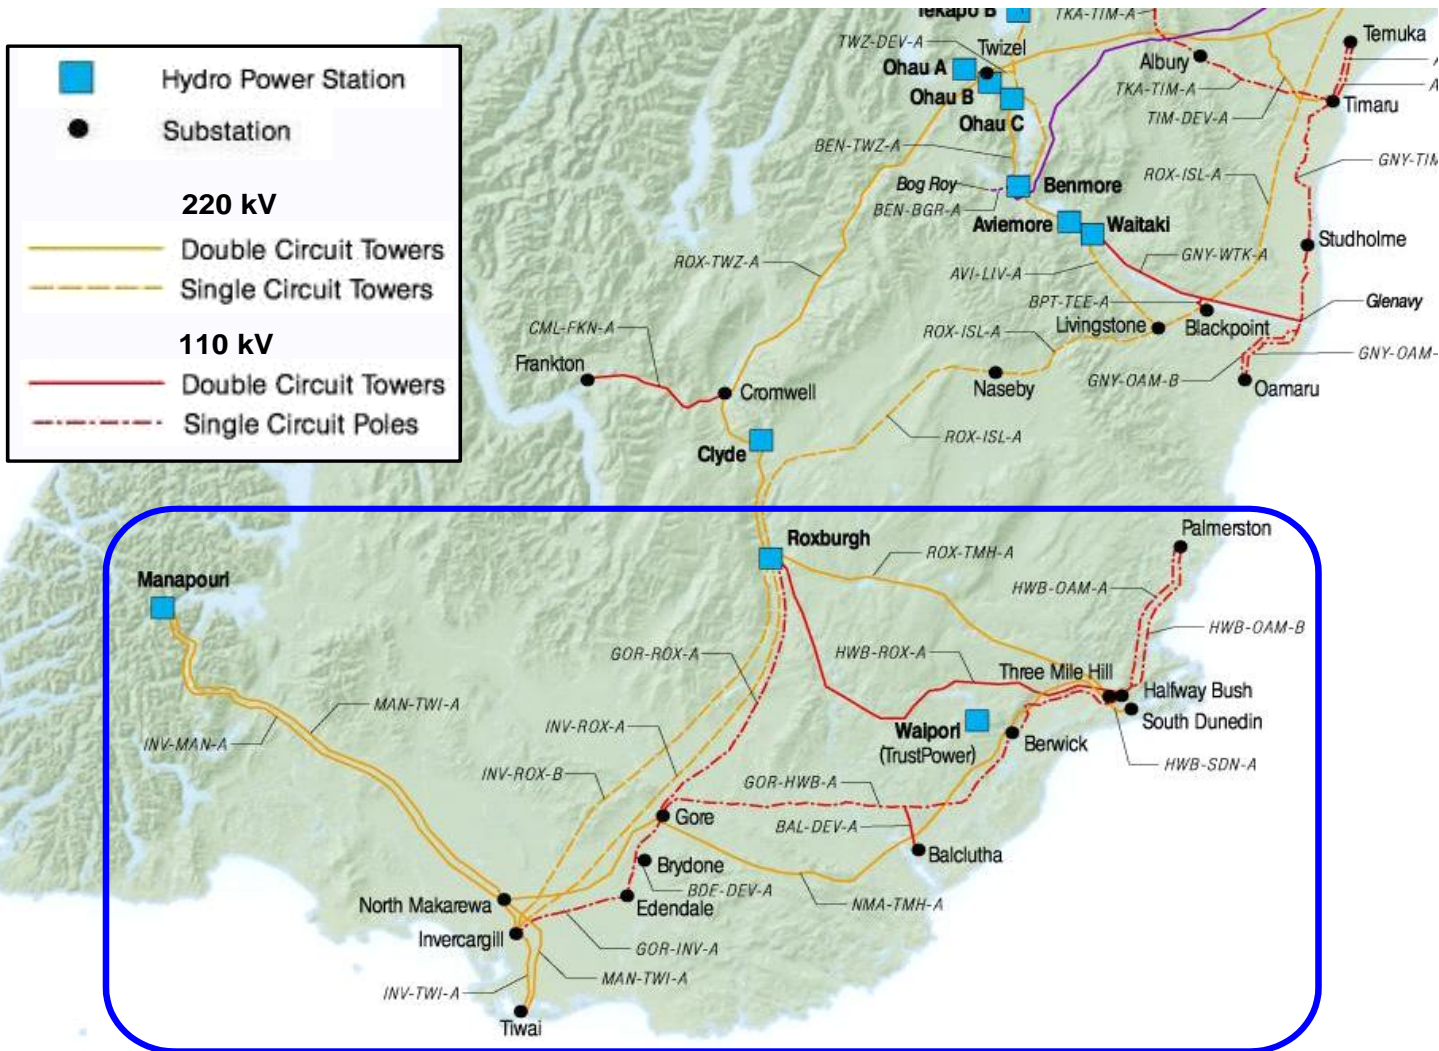 Tekapo B
TKA-TIM-A
TWZ-DEV-A
Twizel
Temuka
Albury
Ohau A
Hydro Power Station
TKA-TIM-A
Ohau B
Timaru
TIM-DEV-A
Ohau C
Substation
BEN-TWZ-A
GNY-TIM
ROX-ISL-A
Bog Roy
Benmore
220 kV
BEN-BGR-A
Aviemore
Waitaki
Studholme
Double Circuit Towers
GNY-WTK-A
ROX-TWZ-A
AVI-LIV-A
Single Circuit Towers
BPT-TEE-A
Glenavy
CML-FKN-A
Livingstone
Blackpoint
ROX-ISL-A
110 kV
GNY-OAM-
Frankton
GNY-OAM-B
Double Circuit Towers
Cromwell
Naseby
Oamaru
Single Circuit Poles
ROX-ISL-A
Clyde
Palmerston
Roxburgh
ROX-TMH-A
Manapouri
HWB-OAM-A
HWB-OAM-B
GOR-ROX-A
HWB-ROX-A
Three Mile Hill
Halfway Bush
MAN-TWI-A
South Dunedin
Waipori
(TrustPower)
INV-ROX-A
INV-MAN-A
Berwick
HWB-SDN-A
INV-ROX-B
GOR-HWB-A
Gore
BAL-DEV-A
Balclutha
Brydone
BDE-DEV-A
North Makarewa
Edendale
NMA-TMH-A
Invercargill
GOR-INV-A
MAN-TWI-A
INV-TWI-A
Tiwai